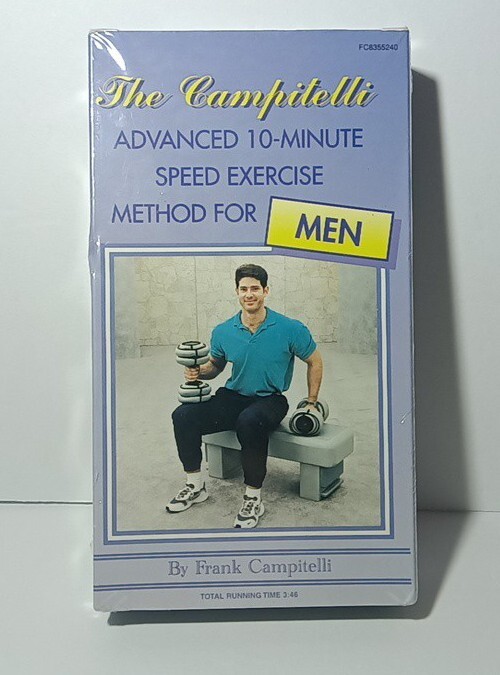 FC8355240
The Campitelli
ADVANCED 10-MINUTE
SPEED EXERCISE
METHOD FOR MEN
By Frank Campitelli
TOTAL RUNNING TIME 3:46